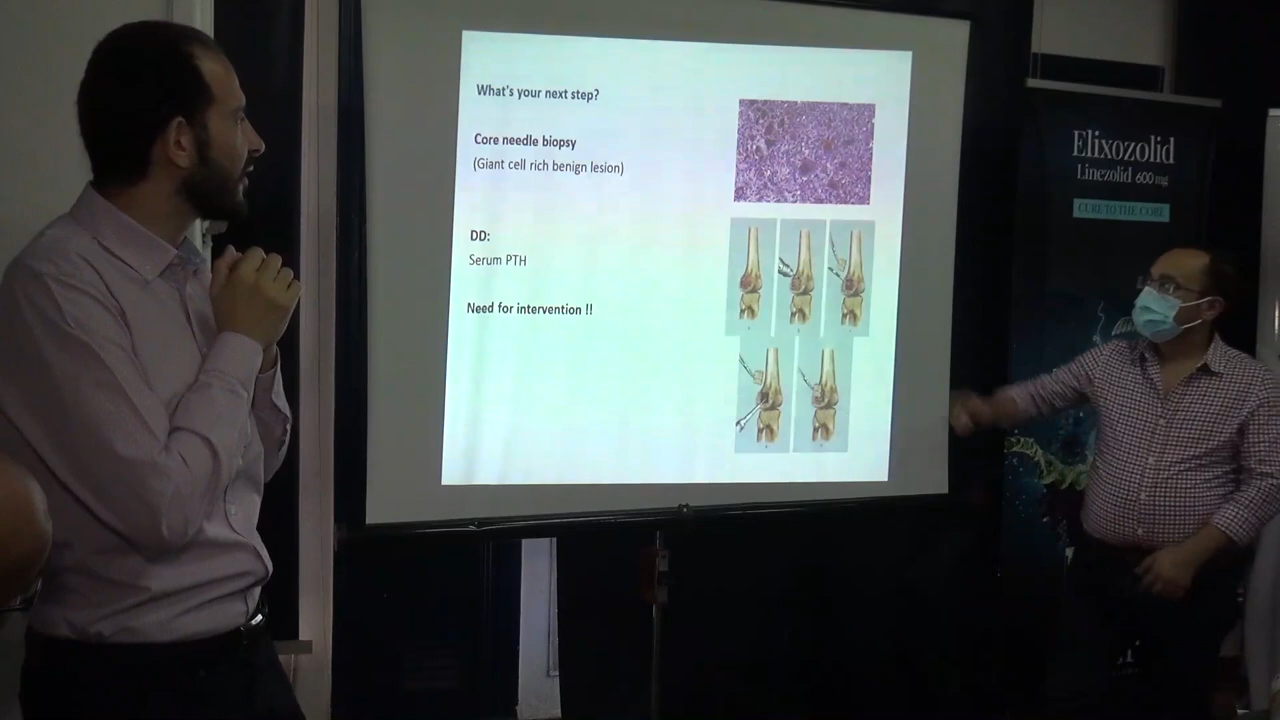 What's your next step?
Core needle biopsy
(Giant cell rich benign lesion)
DD:
Serum PTH
Need for intervention !!
Elixozolid
Linezolid 600 mg
CURE TO THE CORE